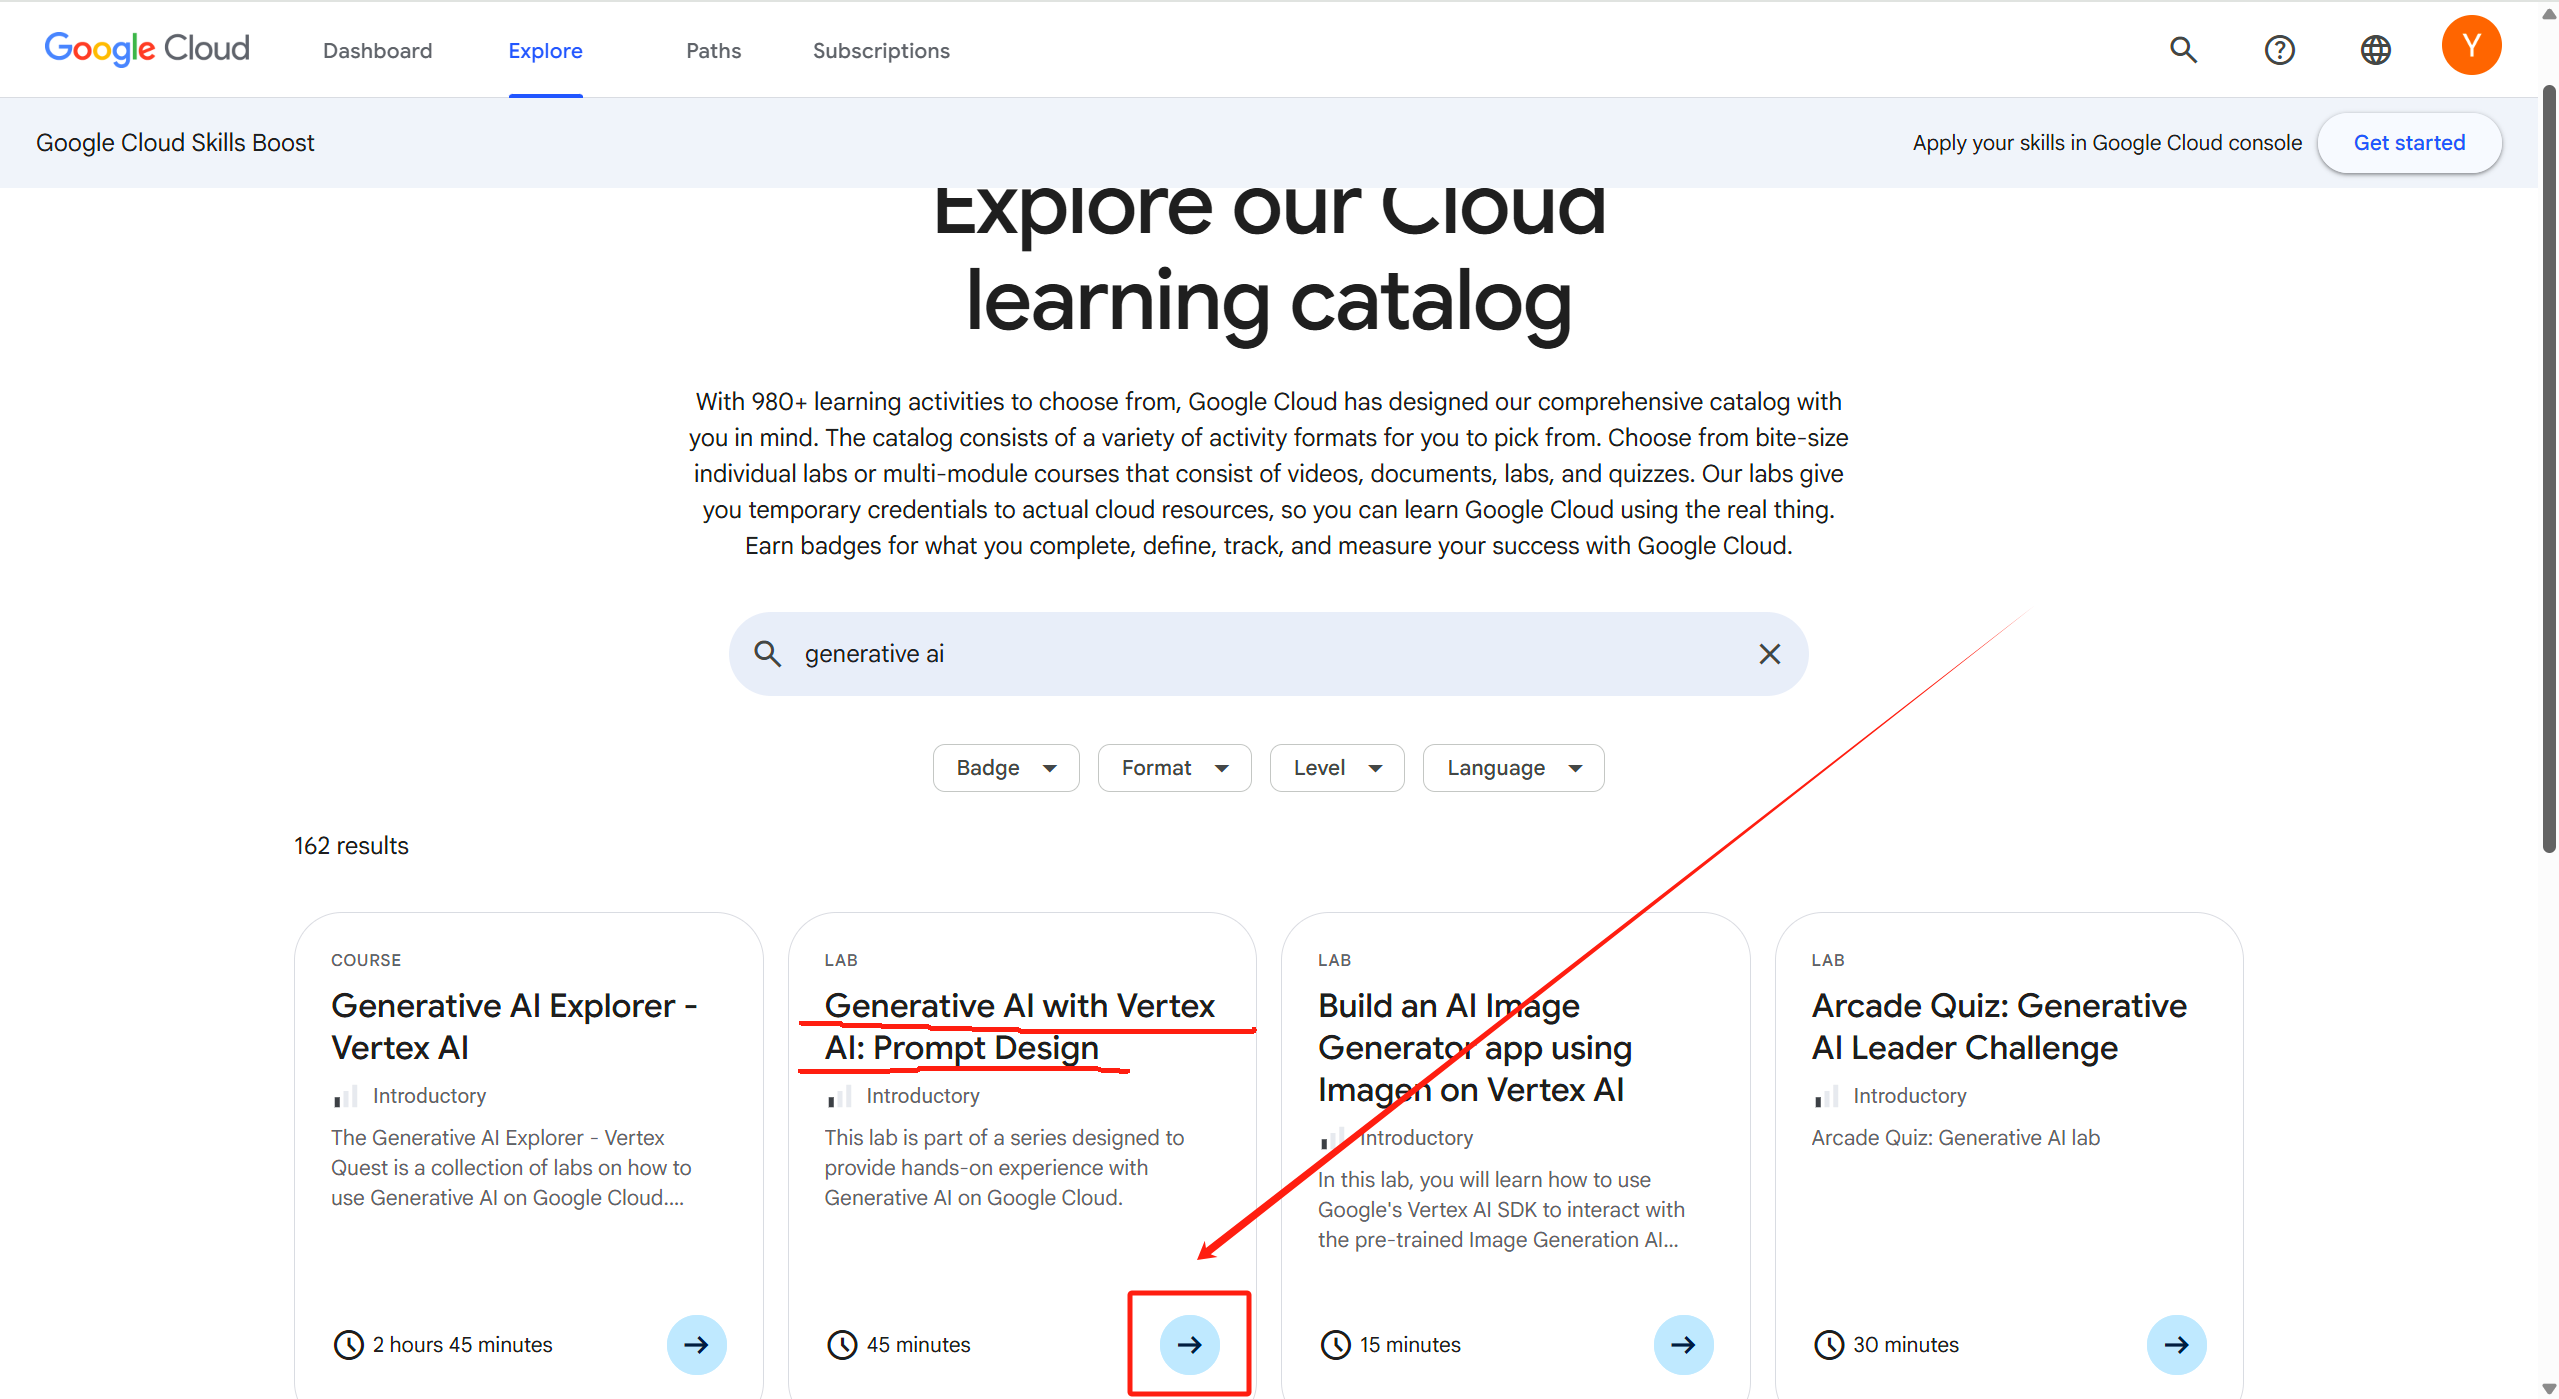 Google Cloud
Dashboard
Explore
Paths
Subscriptions
Y
Google Cloud Skills Boost
Apply your skills in Google Cloud console
Get started
Explore our Cloud
learning catalog
With 980+ learning activities to choose from, Google Cloud has designed our comprehensive catalog with
you in mind. The catalog consists of a variety of activity formats for you to pick from. Choose from bite-size
individual labs or multi-module courses that consist of videos, documents, labs, and quizzes. Our labs give
you temporary credentials to actual cloud resources, so you can learn Google Cloud using the real thing.
Earn badges for what you complete, define, track, and measure your success with Google Cloud.
generative ai
Badge
Format
Level
Language
162 results
COURSE
Generative AI Explorer -
Vertex AI
Introductory
The Generative AI Explorer - Vertex
Quest is a collection of labs on how to
use Generative AI on Google Cloud....
2 hours 45 minutes
LAB
Generative AI with Vertex
AI: Prompt Design
Introductory
This lab is part of a series designed to
provide hands-on experience with
Generative AI on Google Cloud.
45 minutes
LAB
Build an AI Image
Generator app using
Imagen on Vertex AI
Introductory
In this lab, you will learn how to use
Google's Vertex AI SDK to interact with
the pre-trained Image Generation AI...
15 minutes
LAB
Arcade Quiz: Generative
AI Leader Challenge
Introductory
Arcade Quiz: Generative AI lab
30 minutes